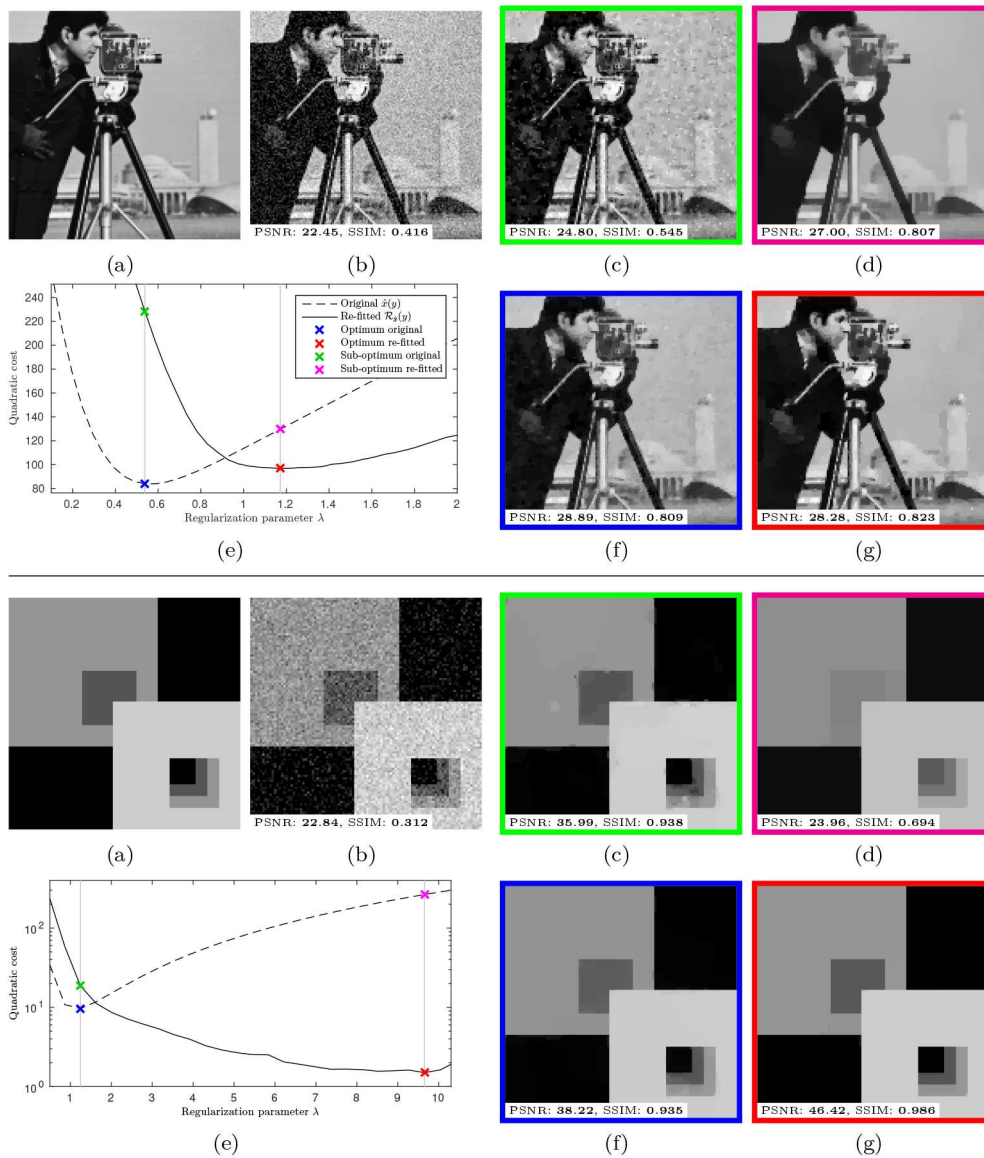 PSNR: 22.45, SSIM: 0.416
PSNR: 24.80, SSIM: 0.545
PSNR: 27.00, SSIM: 0.807
(a)
(b)
(c)
(d)
240
220
200
180
160
140
120
100
80
Quadratic cost
Original x̂(y)
Re-fitted R_x̂(y)
Optimum original
Optimum re-fitted
Sub-optimum original
Sub-optimum re-fitted
0.2 0.4 0.6 0.8 1 1.2 1.4 1.6 1.8 2
Regularization parameter λ
PSNR: 28.89, SSIM: 0.809
PSNR: 28.28, SSIM: 0.823
(e)
(f)
(g)
PSNR: 22.84, SSIM: 0.312
PSNR: 35.99, SSIM: 0.938
PSNR: 23.96, SSIM: 0.694
(a)
(b)
(c)
(d)
10²
10¹
10⁰
Quadratic cost
1 2 3 4 5 6 7 8 9 10
Regularization parameter λ
PSNR: 38.22, SSIM: 0.935
PSNR: 46.42, SSIM: 0.986
(e)
(f)
(g)